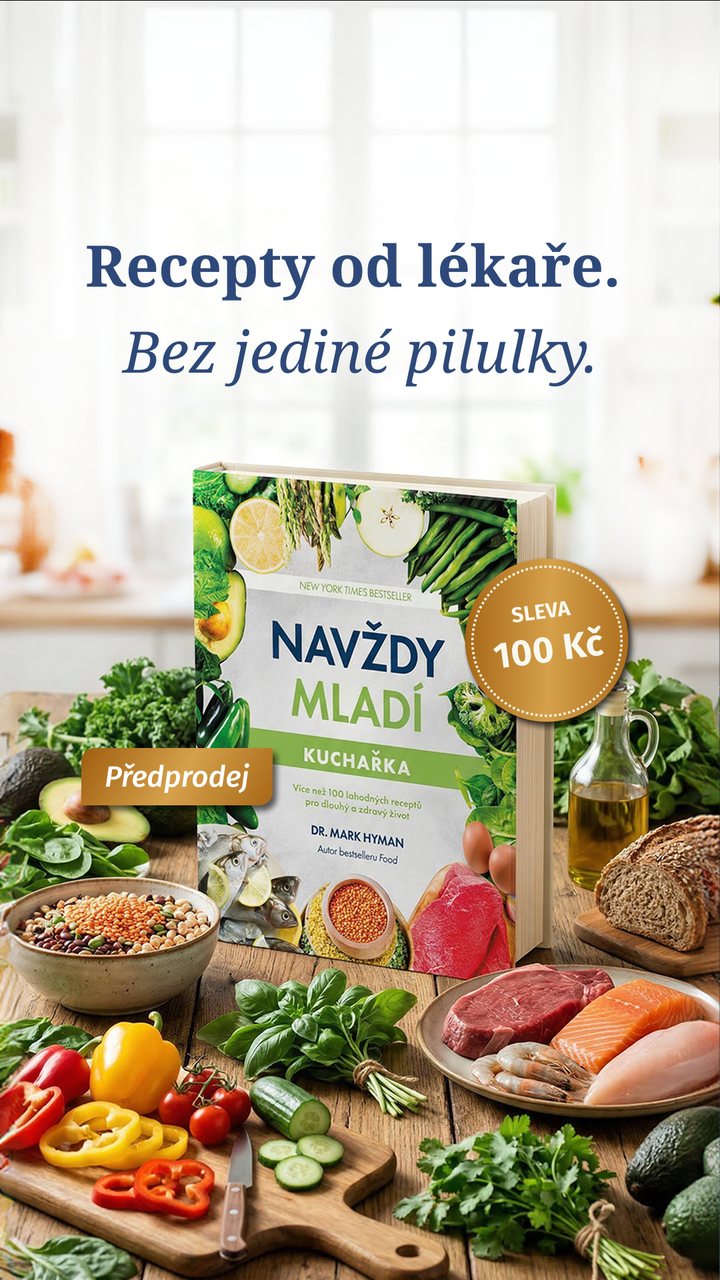 Recepty od lékaře.
Bez jediné pilulky.
NEW YORK TIMES BESTSELLER
NAVŽDY
MLADÍ
KUCHAŘKA
Více než 100 lahodných receptů
pro dlouhý a zdravý život
DR. MARK HYMAN
Autor bestselleru Food
SLEVA
100 Kč
Předprodej